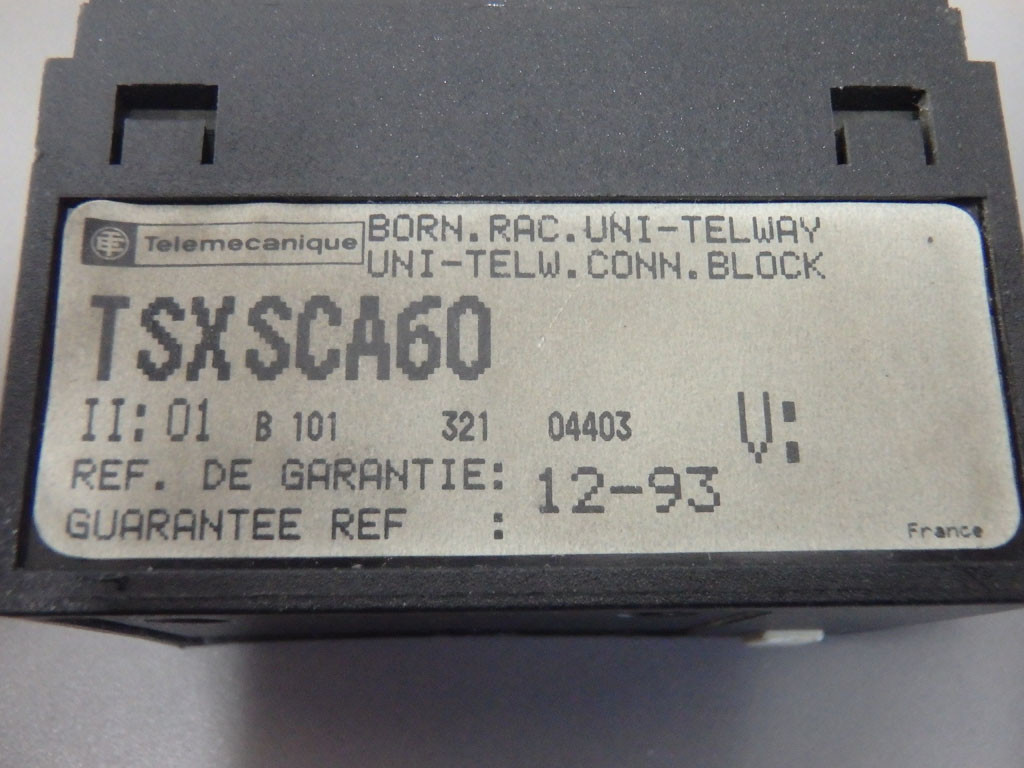 Telemecanique BORN.RAC.UNI-TELWAY
UNI-TELW.CONN.BLOCK
TSXSCA60
II: 01 B 101 321 04403 V:
REF. DE GARANTIE: 12-93
GUARANTEE REF :
France